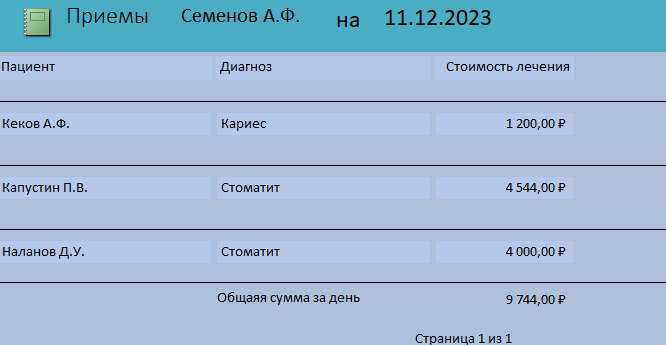 Приемы Семенов А.Ф. на 11.12.2023
Пациент Диагноз Стоимость лечения
Кеков А.Ф. Кариес 1 200,00 ₽
Капустин П.В. Стоматит 4 544,00 ₽
Наланов Д.У. Стоматит 4 000,00 ₽
Общаяя сумма за день 9 744,00 ₽
Страница 1 из 1